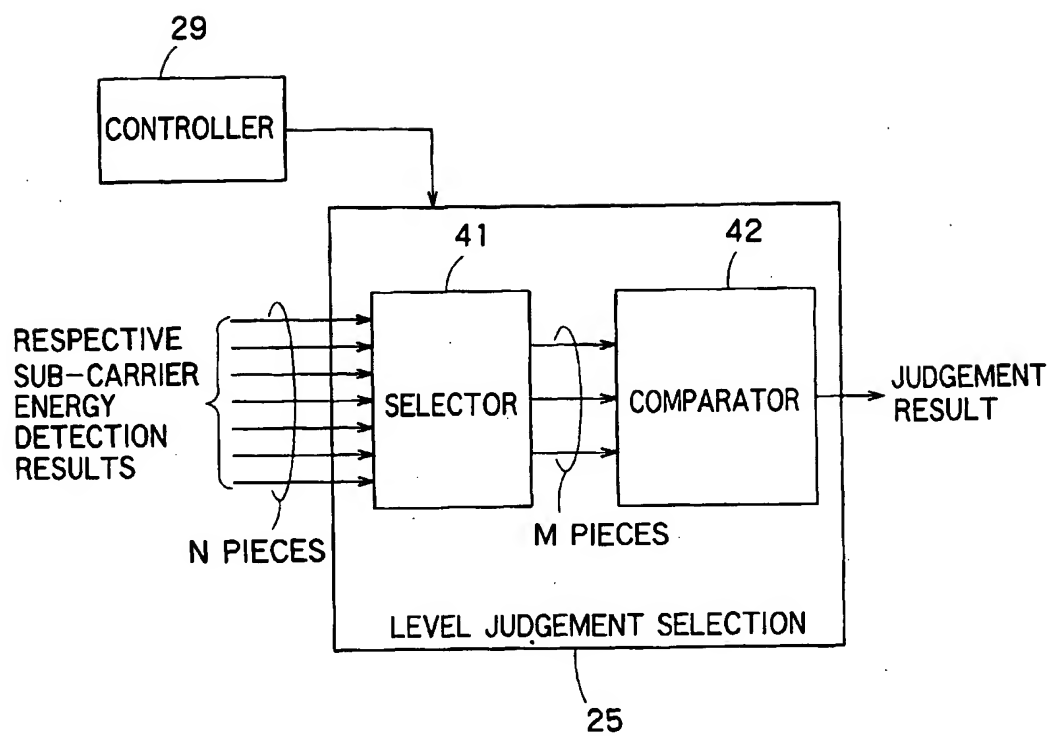 29
CONTROLLER
41
42
RESPECTIVE
SUB-CARRIER
ENERGY
DETECTION
RESULTS
SELECTOR
COMPARATOR
JUDGEMENT
RESULT
N PIECES
M PIECES
LEVEL JUDGEMENT SELECTION
25